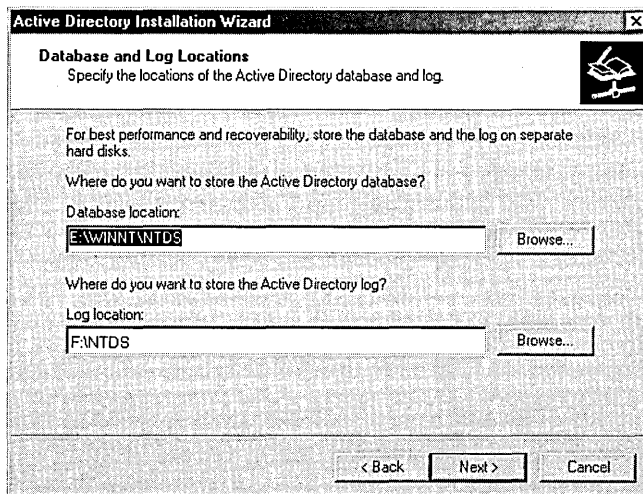 Active Directory Installation Wizard
Database and Log Locations
Specify the locations of the Active Directory database and log.
For best performance and recoverability, store the database and the log on separate
hard disks.
Where do you want to store the Active Directory database?
Database location:
E:\WINNT\NTDS
Browse...
Where do you want to store the Active Directory log?
Log location:
F:\NTDS
Browse...
< Back
Next >
Cancel